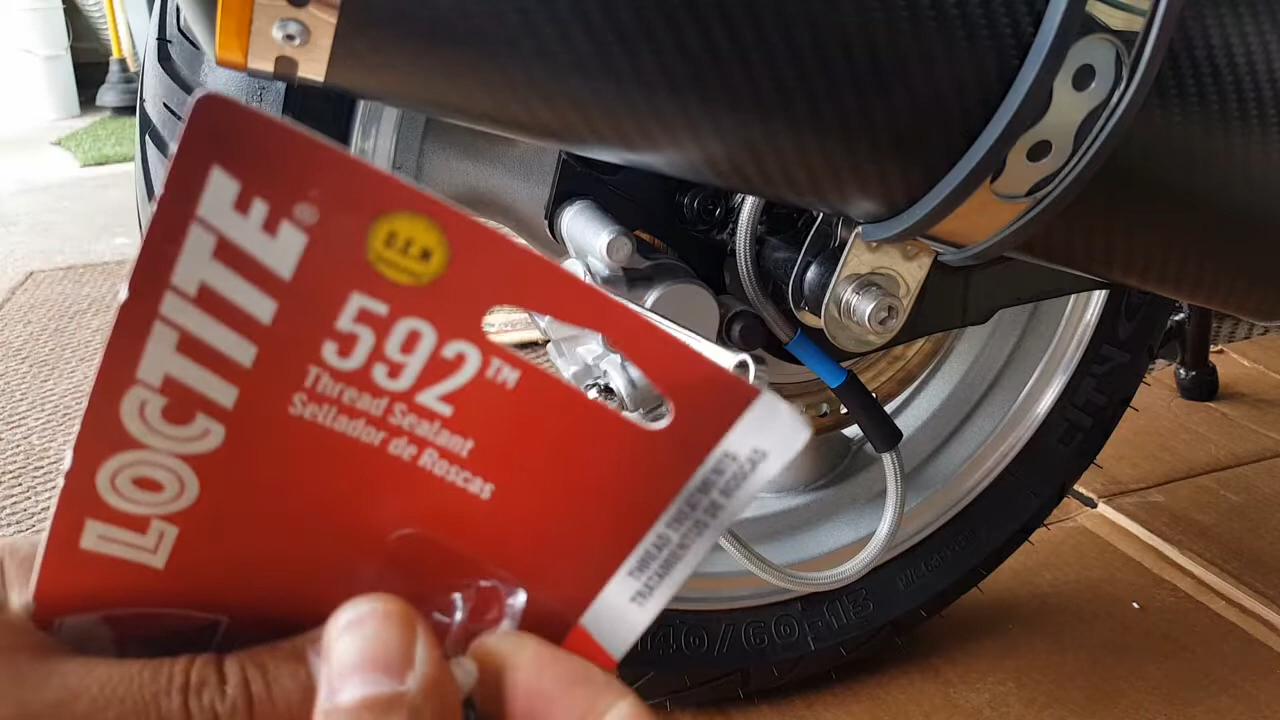 LOCTITE®
592™
Thread Sealant
Sellador de Roscas
THREAD TREATMENTS
TRATAMIENTOS DE ROSCAS
140/60-13